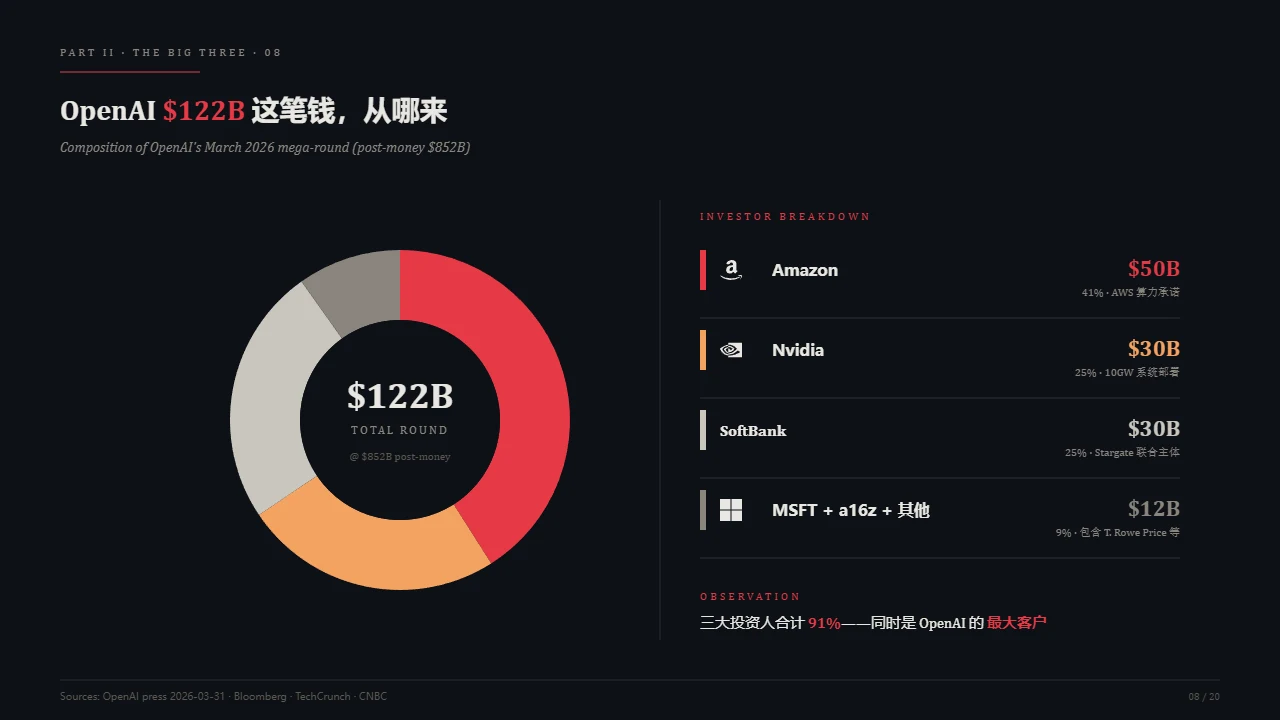 PART II · THE BIG THREE · 08
OpenAI $122B 这笔钱，从哪来
Composition of OpenAI's March 2026 mega-round (post-money $852B)
$122B
TOTAL ROUND
@ $852B post-money
INVESTOR BREAKDOWN
Amazon
$50B
41% · AWS 算力承诺
Nvidia
$30B
25% · 10GW 系统部署
SoftBank
$30B
25% · Stargate 联合主体
MSFT + a16z + 其他
$12B
9% · 包含 T. Rowe Price 等
OBSERVATION
三大投资人合计 91%——同时是 OpenAI 的 最大客户
Sources: OpenAI press 2026-03-31 · Bloomberg · TechCrunch · CNBC
08 / 20